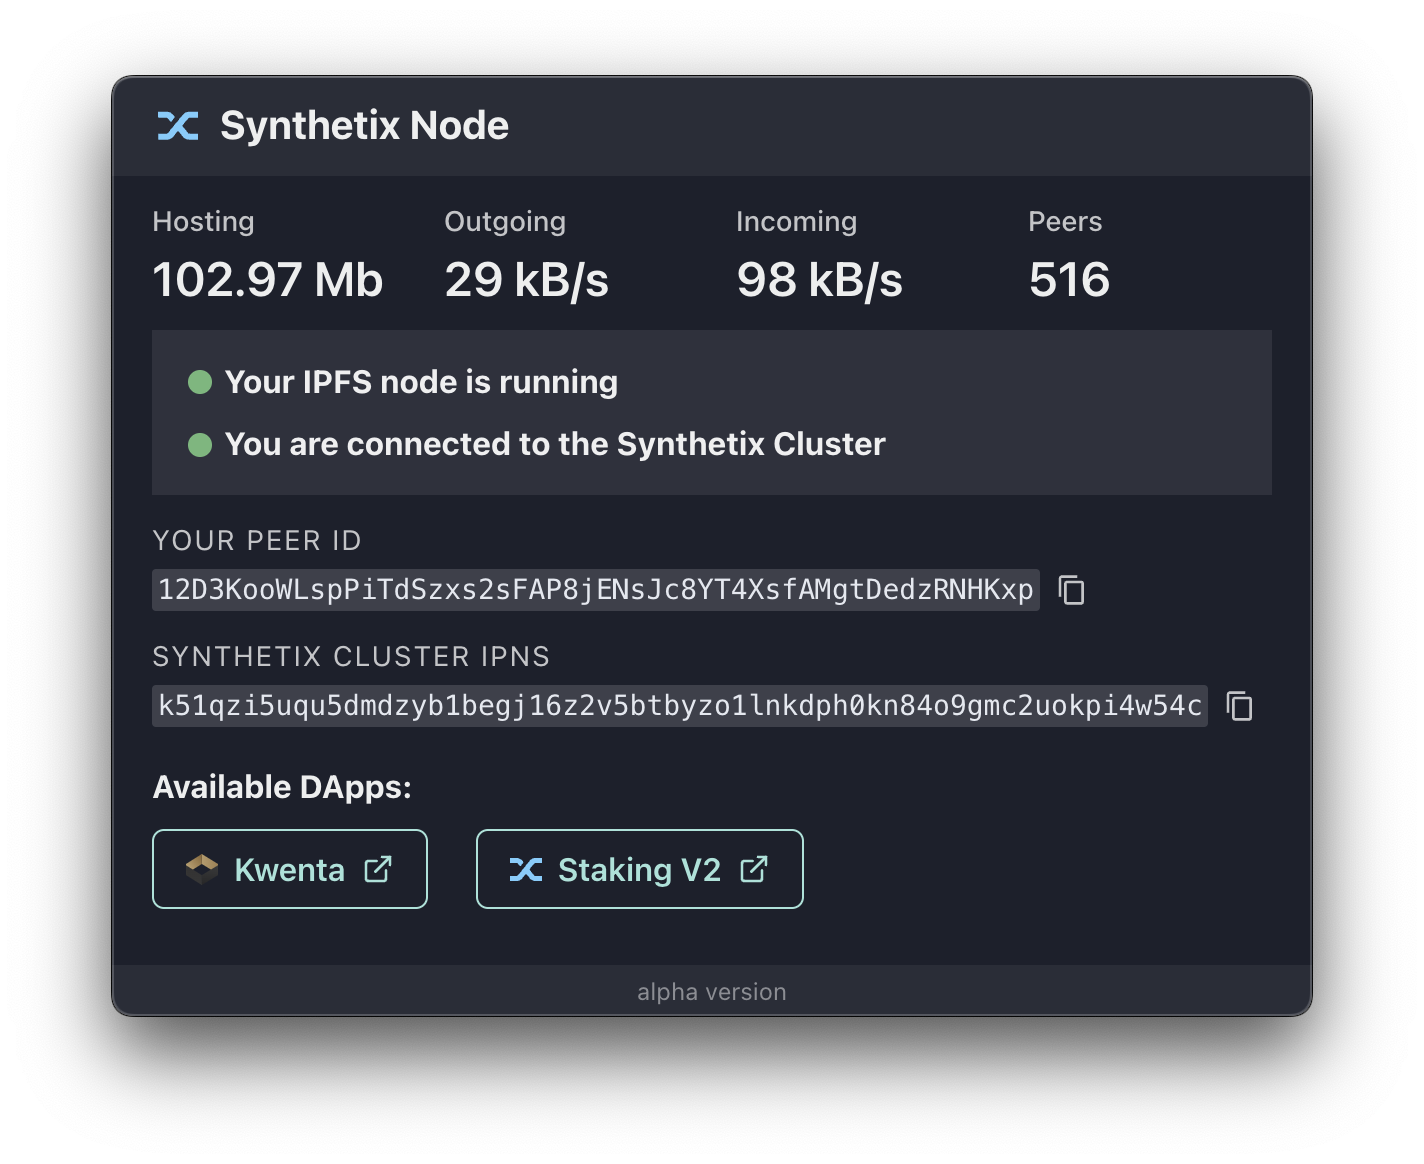 Synthetix Node
Hosting Outgoing Incoming Peers
102.97 Mb 29 kB/s 98 kB/s 516
Your IPFS node is running
You are connected to the Synthetix Cluster
YOUR PEER ID
12D3KooWLspPiTdSzxs2sFAP8jENsJc8YT4XsfAMgtDedzRNHKxp
SYNTHETIX CLUSTER IPNS
k51qzi5uqu5dmdzyb1begj16z2v5btbyzo1lnkdph0kn84o9gmc2uokpi4w54c
Available DApps:
Kwenta Staking V2
alpha version